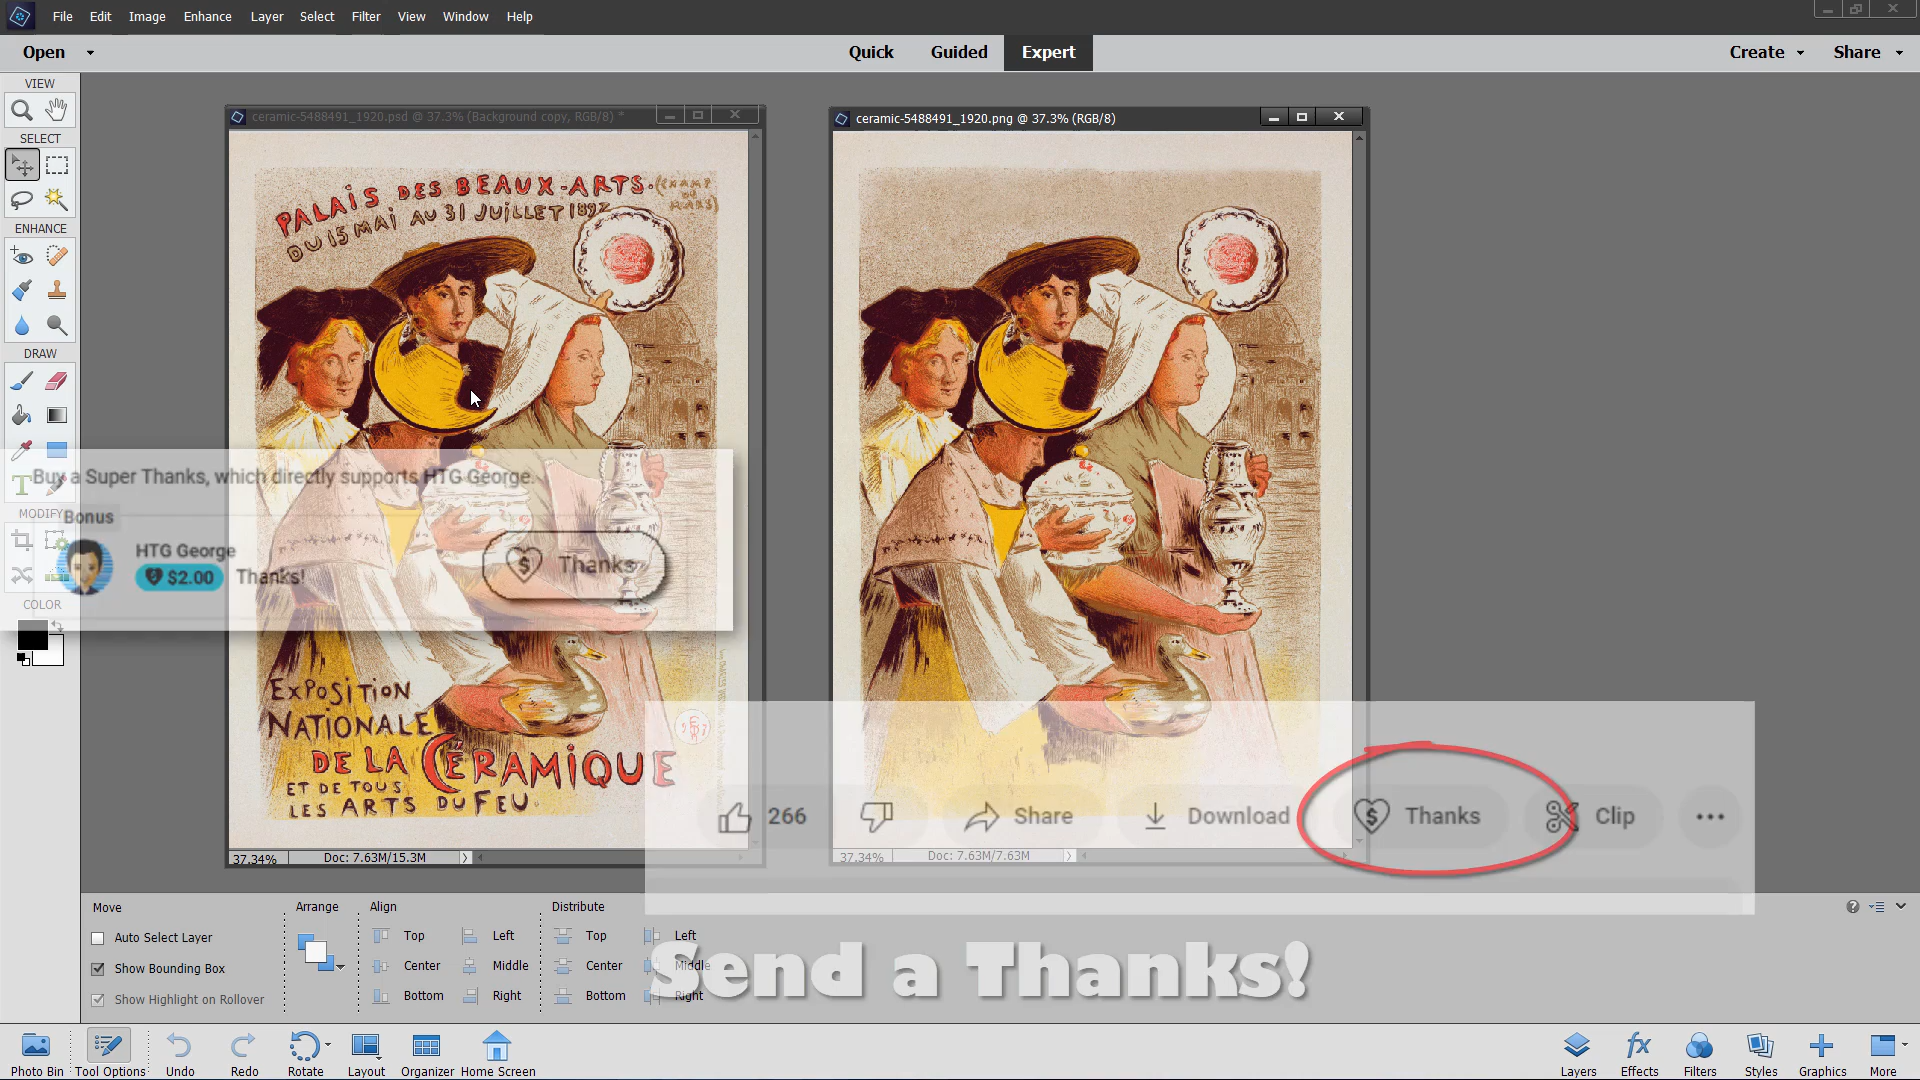 File Edit Image Enhance Layer Select Filter View Window Help
Open Quick Guided Expert Create Share
VIEW
SELECT
ENHANCE
DRAW
MODIFY
COLOR
ceramic-5488491_1920.psd @ 37.3% (Background copy, RGB/8) *
PALAIS DES BEAUX-ARTS. (CHAMP
DE
MARS)
DU 15 MAI AU 31 JUILLET 1897
EXPOSITION
NATIONALE
DE LA CÉRAMIQUE
ET DE TOUS
LES ARTS DU FEU.
37.34% Doc: 7.63M/15.3M
ceramic-5488491_1920.png @ 37.3% (RGB/8)
37.34% Doc: 7.63M/7.63M
Buy a Super Thanks, which directly supports HTG George.
Bonus
HTG George
$2.00 Thanks!
$ Thanks
266 Share Download $ Thanks Clip ...
Send a Thanks!
Move Arrange Align Distribute
Auto Select Layer Top Left Top Left
Show Bounding Box Center Middle Center Middle
Show Highlight on Rollover Bottom Right Bottom Right
Photo Bin Tool Options Undo Redo Rotate Layout Organizer Home Screen Layers Effects Filters Styles Graphics More